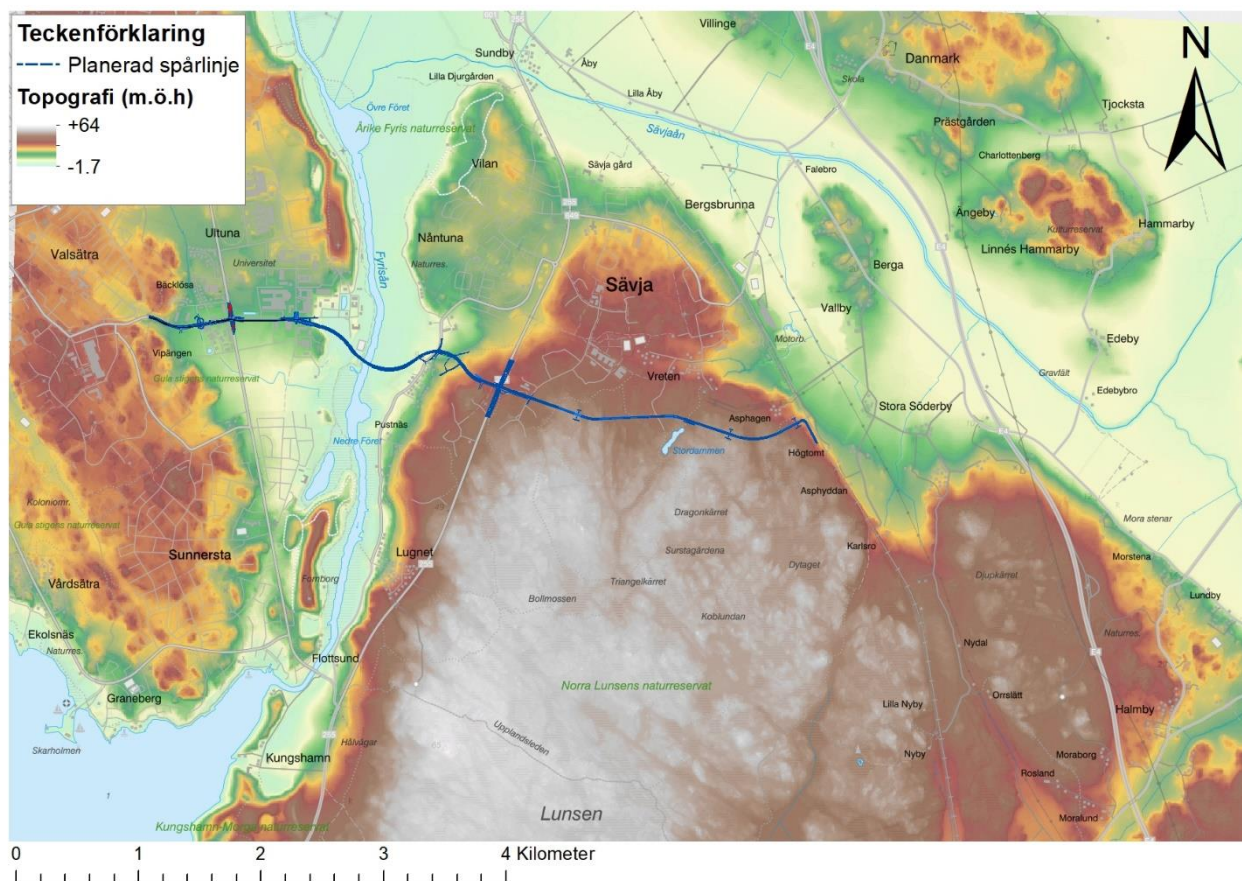 Teckenförklaring
Planerad spårlinje
Topografi (m.ö.h)
+64
-1.7
N
Villinge
Danmark
Sundby
Åby
Skola
Lilla Djurgården
Lilla Åby
Tjocksta
Övre Föret
Årike Fyris naturreservat
Sävjaån
Prästgården
Vilan
Sävja gård
Falebro
Charlottenberg
Bergsbrunna
Ängeby
Kulturreservat
Hammarby
Linnés Hammarby
Ultuna
Nåntuna
Valsätra
Universitet
Fyrisån
Naturres.
Berga
Bäcklösa
Sävja
Vallby
Motorb.
Edeby
Vipängen
Gula stigens naturreservat
Vreten
Gravfält
Edebybro
Stora Söderby
Pustnäs
Asphagen
Nedre Föret
Stordammen
Högtomt
Asphyddan
Koloniomr.
Gula stigens naturreservat
Dragonkärret
Mora stenar
Sunnersta
Lugnet
Surstagårdena
Karlsro
Morstena
Fornborg
Triangelkärret
Dytaget
Djupkärret
Vårdsätra
Bollmossen
Koblundan
Lundby
Ekolsnäs
Naturres.
Nydal
Naturres.
Flottsund
E4
Graneberg
Norra Lunsens naturreservat
Orrslätt
Lilla Nyby
Halmby
Skarholmen
Upplandsleden
Hålvägar
Kungshamn
Nyby
Moraborg
Rosland
Lunsen
Moralund
Kungshamn-Morga naturreservat
0 1 2 3 4 Kilometer